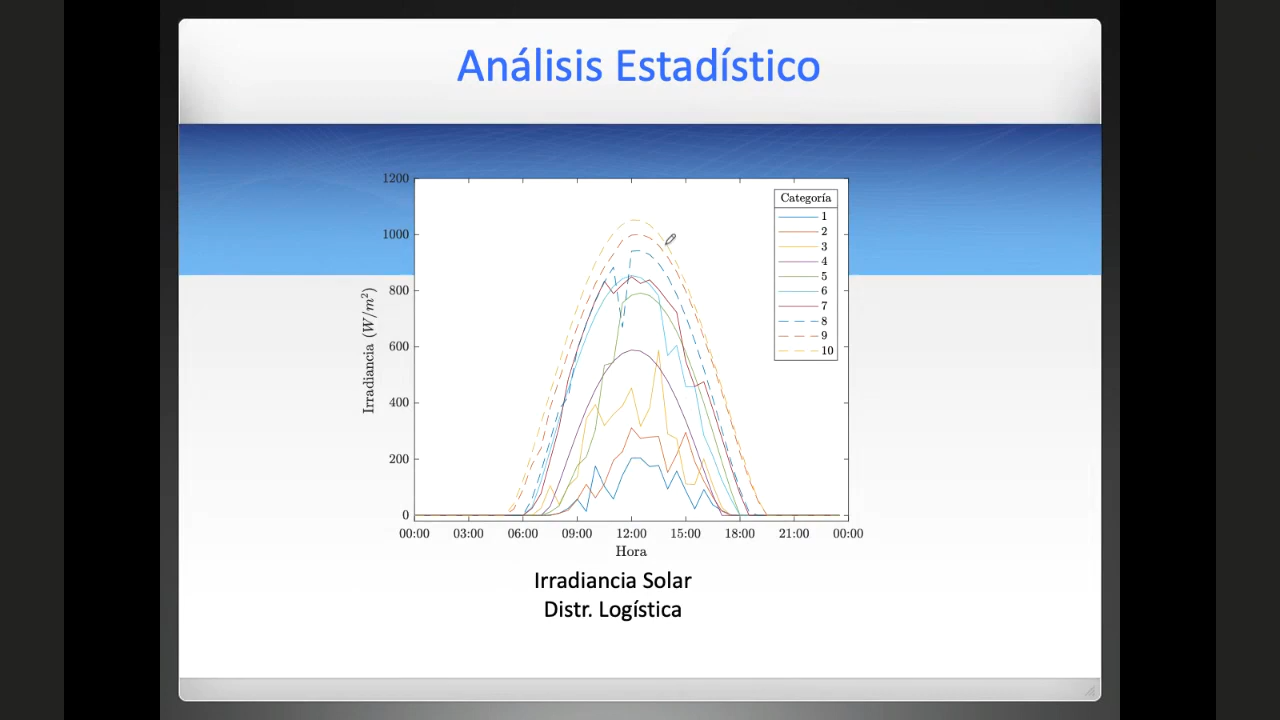 Análisis Estadístico
1200
1000
800
600
400
200
0
Irradiancia (W/m²)
00:00 03:00 06:00 09:00 12:00 15:00 18:00 21:00 00:00
Hora
Categoría
1
2
3
4
5
6
7
8
9
10
Irradiancia Solar
Distr. Logística